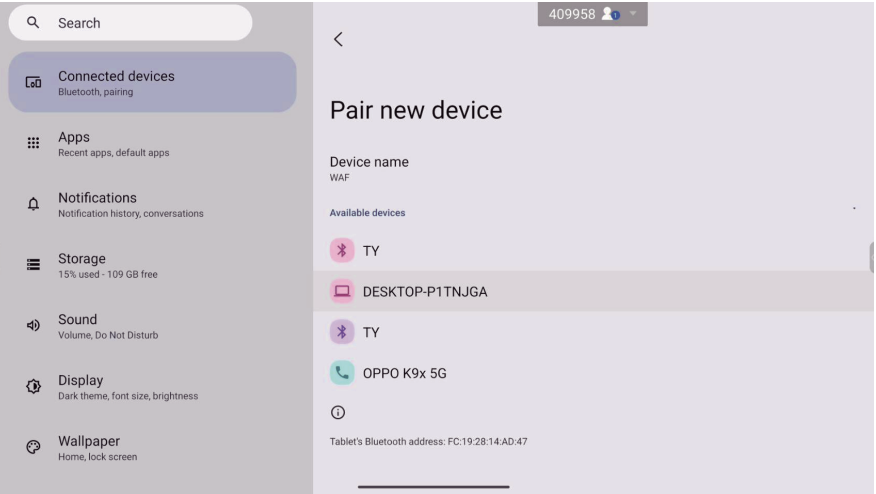 Search
Connected devices
Bluetooth, pairing
Apps
Recent apps, default apps
Notifications
Notification history, conversations
Storage
15% used - 109 GB free
Sound
Volume, Do Not Disturb
Display
Dark theme, font size, brightness
Wallpaper
Home, lock screen
409958 1
Pair new device
Device name
WAF
Available devices
TY
DESKTOP-P1TNJGA
TY
OPPO K9x 5G
Tablet's Bluetooth address: FC:19:28:14:AD:47